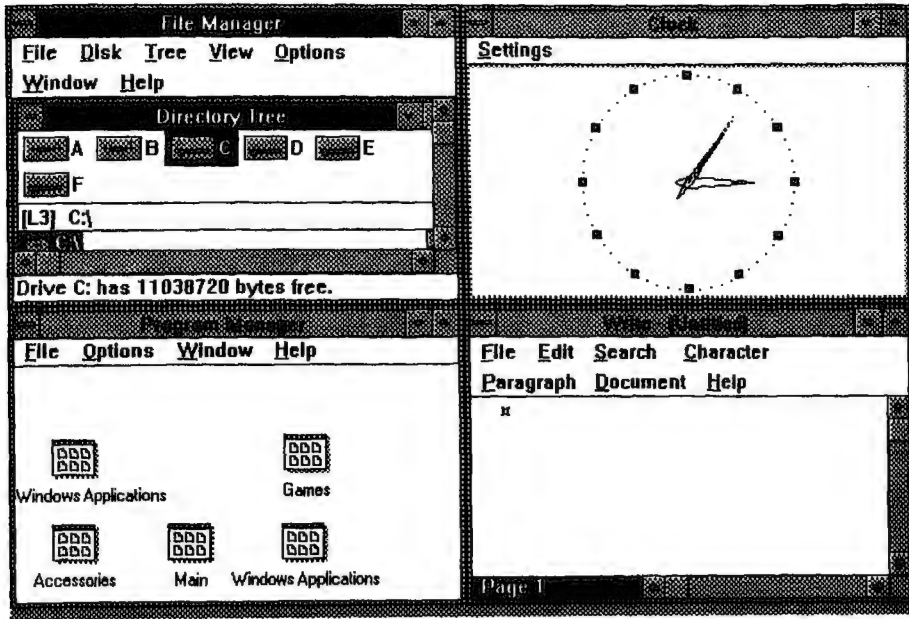 File Manager
File Disk Tree View Options
Window Help
Directory Tree
A B C D E
F
[L3] C:\
C:\
Drive C: has 11038720 bytes free.
Clock
Settings
Program Manager
File Options Window Help
Windows Applications
Games
Accessories
Main
Windows Applications
Write - (Untitled)
File Edit Search Character
Paragraph Document Help
¤
Page 1